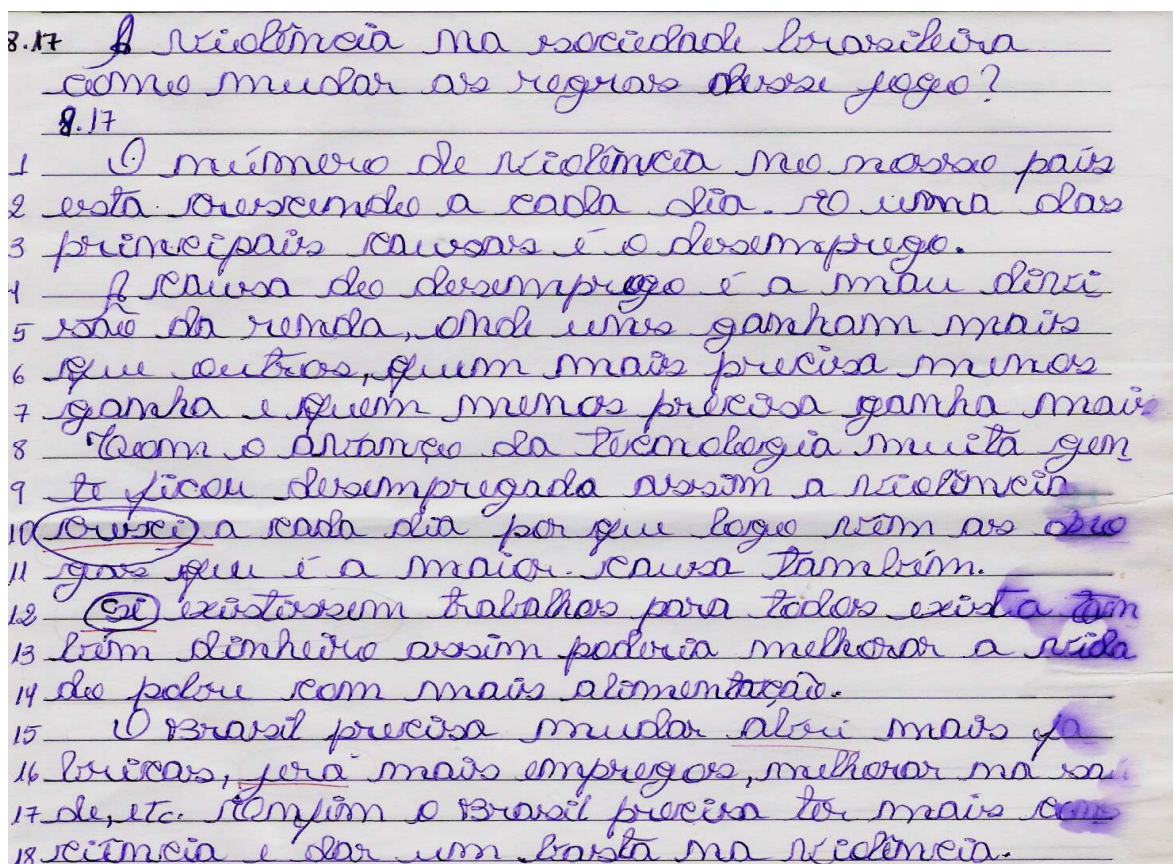 8.17 A violência na sociedade brasileira
como mudar as regras desse jogo?
8.17
1 O número de violência no nosso país
2 esta crescendo a cada dia. E uma das
3 principais causas é o desemprego.
4 A causa do desemprego é a mau divi
5 são da renda, onde uns ganham mais
6 que outros, quem mais precisa menos
7 ganha e quem menos precisa ganha mais
8 Com o avanço da tecnologia muita gen
9 te ficou desempregada assim a violência
10 cresci a cada dia por que logo vem as dro
11 gas que é a maior causa também.
12 Si existossem trabalhos para todos exista tam
13 bém dinheiro assim poderia melhorar a vida
14 do pobre com mais alimentação.
15 O Brasil precisa mudar abri mais fa
16 bricas, jerá mais empregos, melhorar na sau
17 de, etc. Emfim o Brasil precisa ter mais cons
18 ciência e dar um basta na violência.